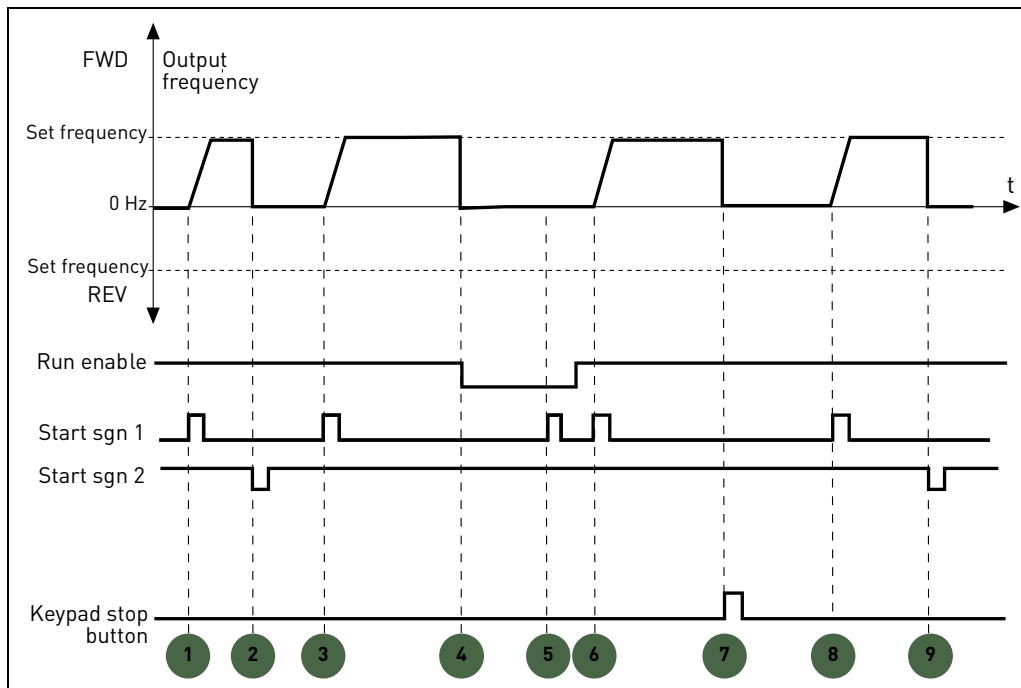 FWD
Output
frequency
Set frequency
0 Hz
t
Set frequency
REV
Run enable
Start sgn 1
Start sgn 2
Keypad stop
button
1 2 3 4 5 6 7 8 9